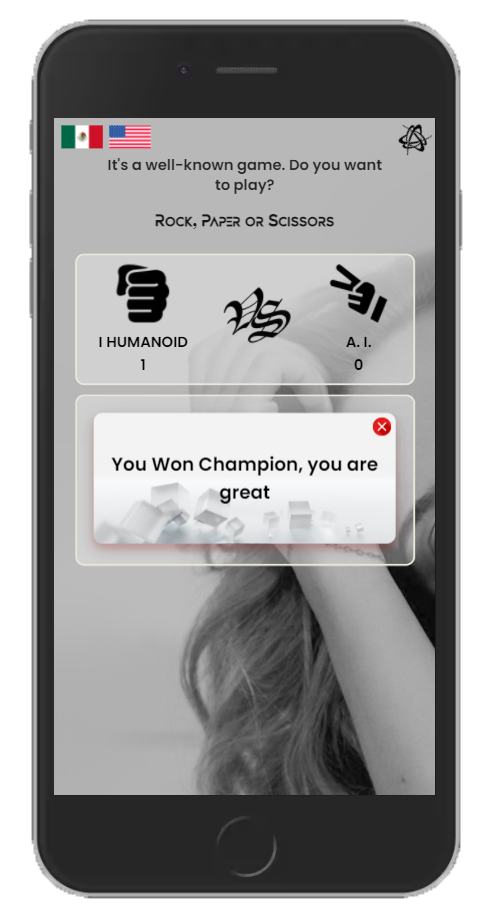 It's a well-known game. Do you want
to play?
Rock, Paper or Scissors
VS
I HUMANOID
A. I.
1
0
You Won Champion, you are
great